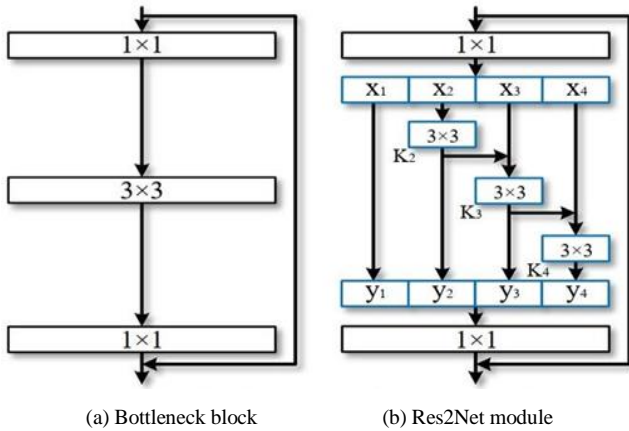 1×1
3×3
1×1
(a) Bottleneck block
1×1
x1 x2 x3 x4
3×3
K2
3×3
K3
3×3
K4
y1 y2 y3 y4
1×1
(b) Res2Net module